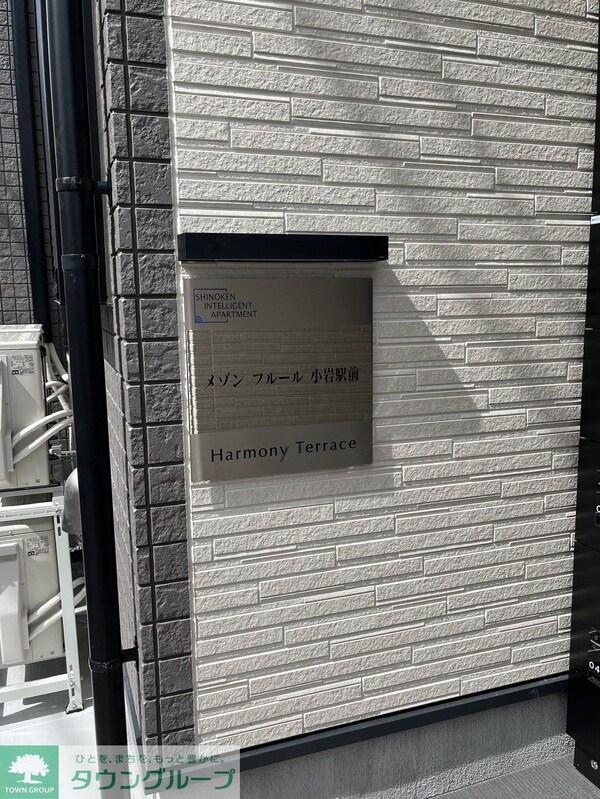 SHINOKEN
INTELLIGENT
APARTMENT
メゾン フルール 小岩駅前
Harmony Terrace
04
ひとを、まちを、もっと豊かに。
TOWN GROUP
タウングループ